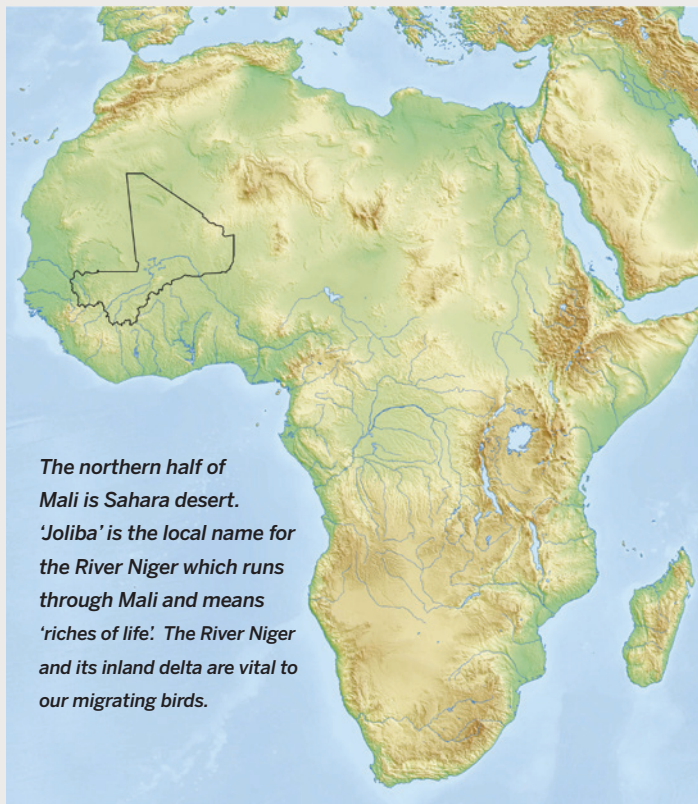 The northern half of
Mali is Sahara desert.
‘Joliba’ is the local name for
the River Niger which runs
through Mali and means
‘riches of life’. The River Niger
and its inland delta are vital to
our migrating birds.